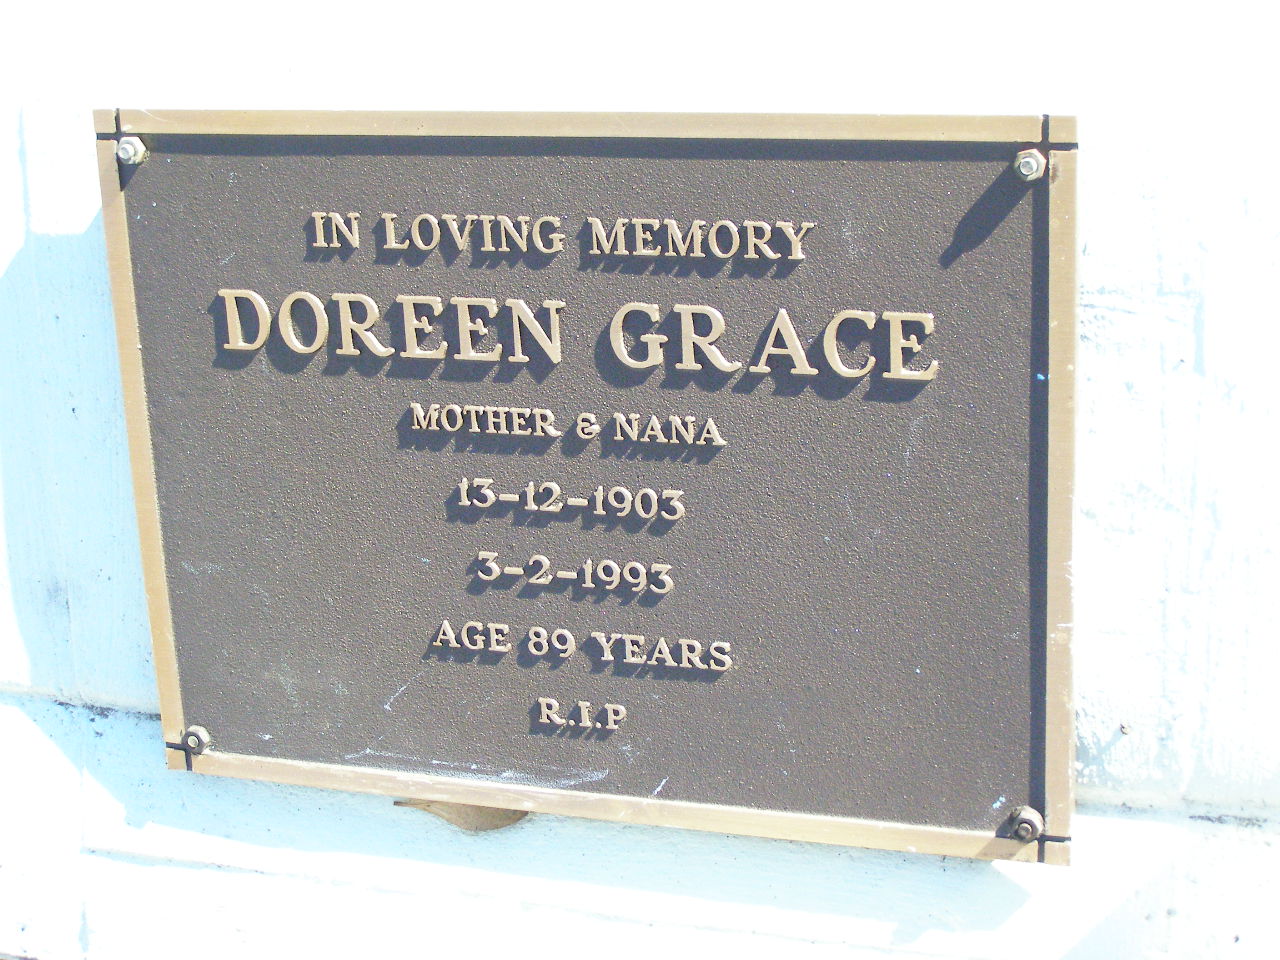 IN LOVING MEMORY
DOREEN GRACE
MOTHER & NANA
13-12-1903
3-2-1993
AGE 89 YEARS
R.I.P